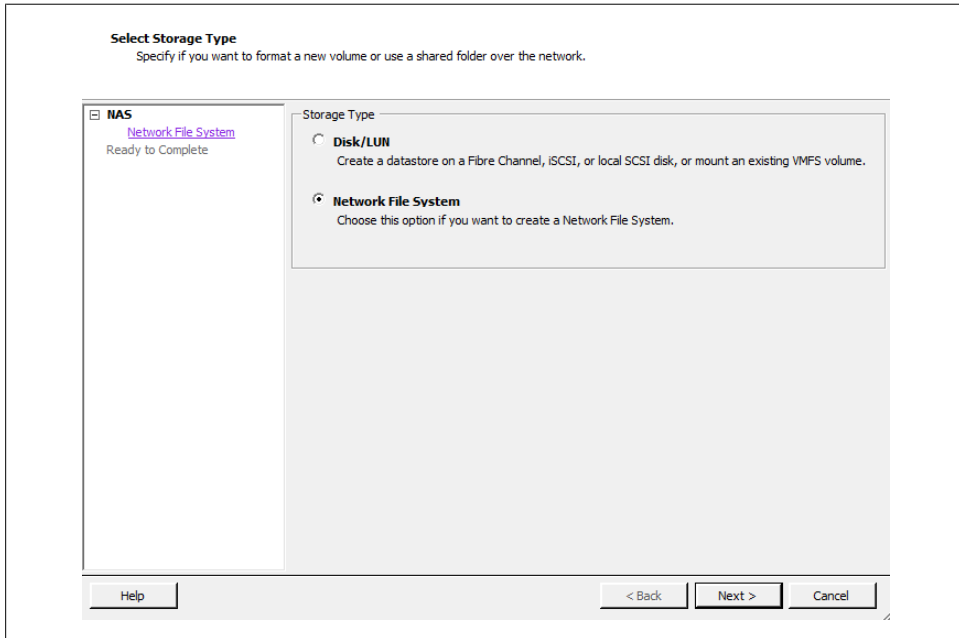 Select Storage Type
Specify if you want to format a new volume or use a shared folder over the network.
NAS
Network File System
Ready to Complete
Storage Type
Disk/LUN
Create a datastore on a Fibre Channel, iSCSI, or local SCSI disk, or mount an existing VMFS volume.
Network File System
Choose this option if you want to create a Network File System.
Help
< Back
Next >
Cancel